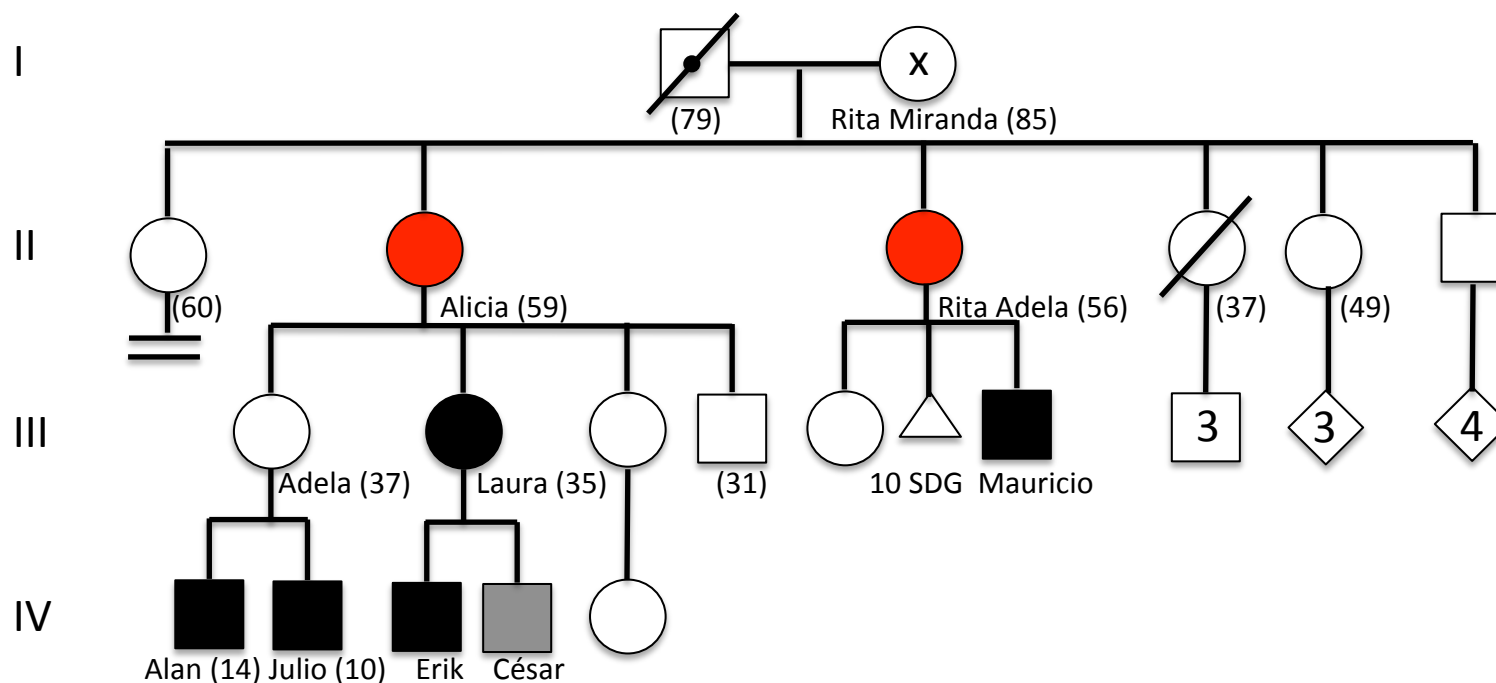 I
x
(79)
Rita Miranda (85)
II
(60)
Alicia (59)
Rita Adela (56)
(37)
(49)
III
3
3
4
Adela (37)
Laura (35)
(31)
10 SDG
Mauricio
IV
Alan (14)
Julio (10)
Erik
César